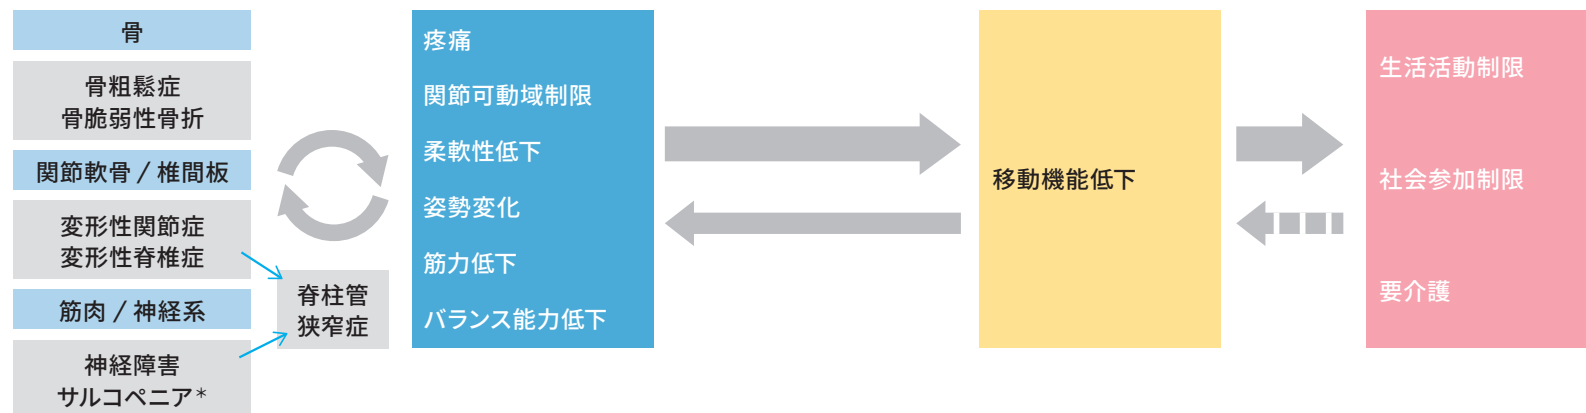 骨
骨粗鬆症
骨脆弱性骨折
関節軟骨 / 椎間板
変形性関節症
変形性脊椎症
筋肉 / 神経系
神経障害
サルコペニア*
脊柱管
狭窄症
疼痛
関節可動域制限
柔軟性低下
姿勢変化
筋力低下
バランス能力低下
移動機能低下
生活活動制限
社会参加制限
要介護